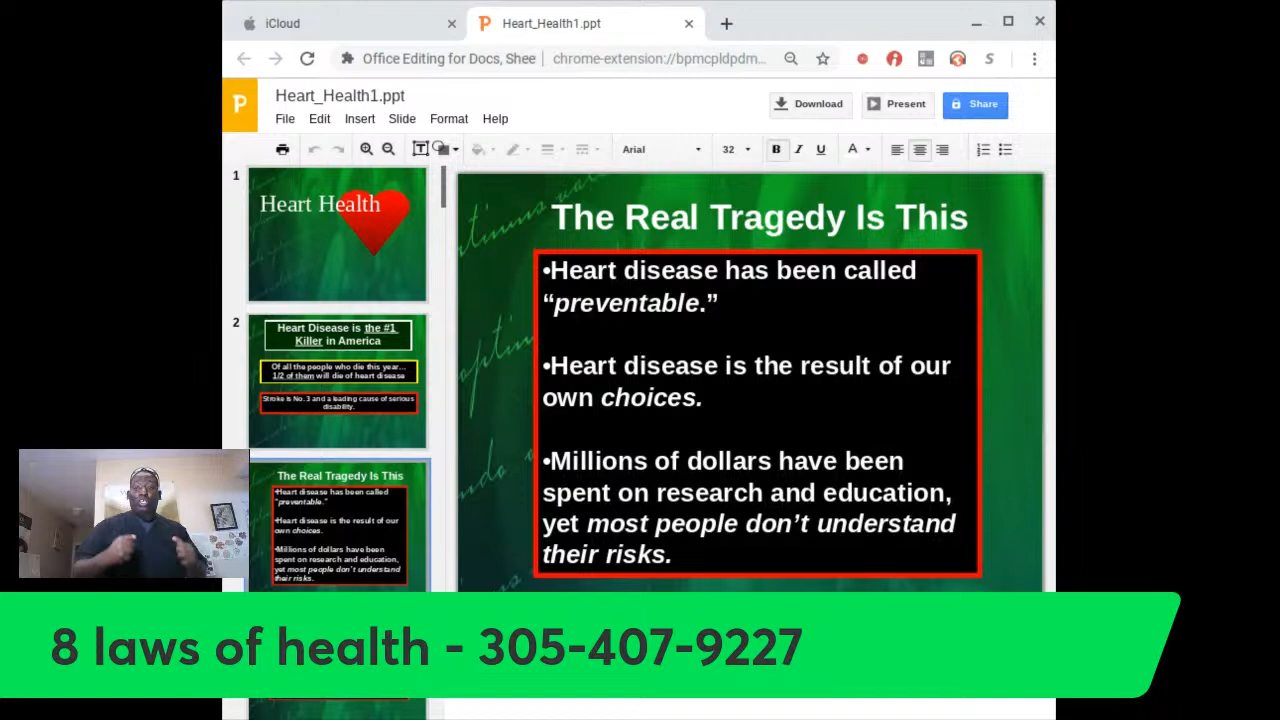 iCloud
Heart_Health1.ppt
Office Editing for Docs, Shee
chrome-extension://bpmcpldpdm...
Heart_Health1.ppt
File Edit Insert Slide Format Help
Download
Present
Share
Arial
32
B I U A
1
Heart Health
2
Heart Disease is the #1
Killer in America
Of all the people who die this year...
1/2 of them will die of heart disease
Stroke is No. 3 and a leading cause of serious
disability.
The Real Tragedy Is This
•Heart disease has been called
“preventable.”
•Heart disease is the result of our
own choices.
•Millions of dollars have been
spent on research and education,
yet most people don’t understand
their risks.
The Real Tragedy Is This
•Heart disease has been called
“preventable.”
•Heart disease is the result of our
own choices.
•Millions of dollars have been
spent on research and education,
yet most people don’t understand
their risks.
8 laws of health - 305-407-9227